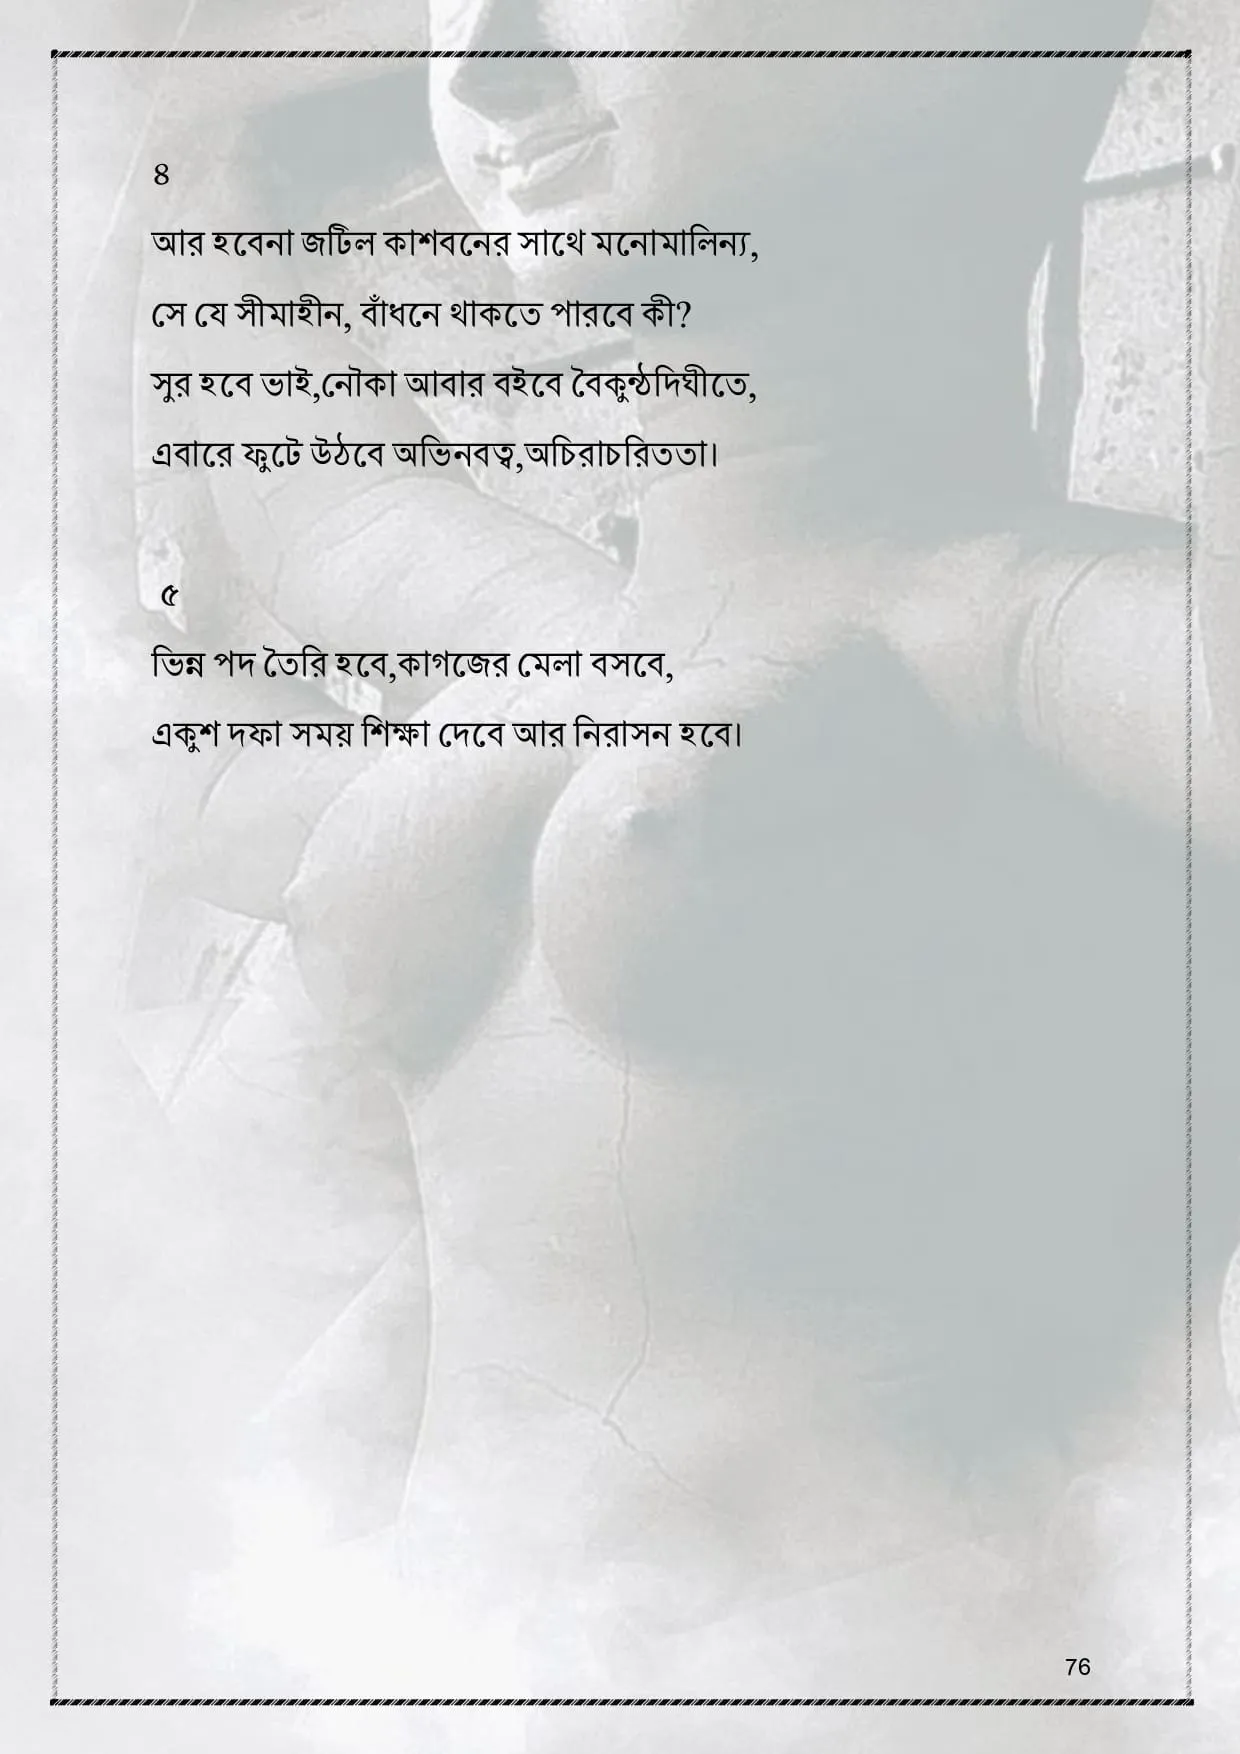 ৪
আর হবেনা জটিল কাশবনের সাথে মনোমালিন্য,
সে যে সীমাহীন, বাঁধনে থাকতে পারবে কী?
সুর হবে ভাই,নৌকা আবার বইবে বৈকুন্ঠদিঘীতে,
এবারে ফুটে উঠবে অভিনবত্ব,অচিরাচরিততা।
৫
ভিন্ন পদ তৈরি হবে,কাগজের মেলা বসবে,
একুশ দফা সময় শিক্ষা দেবে আর নিরাসন হবে।
76